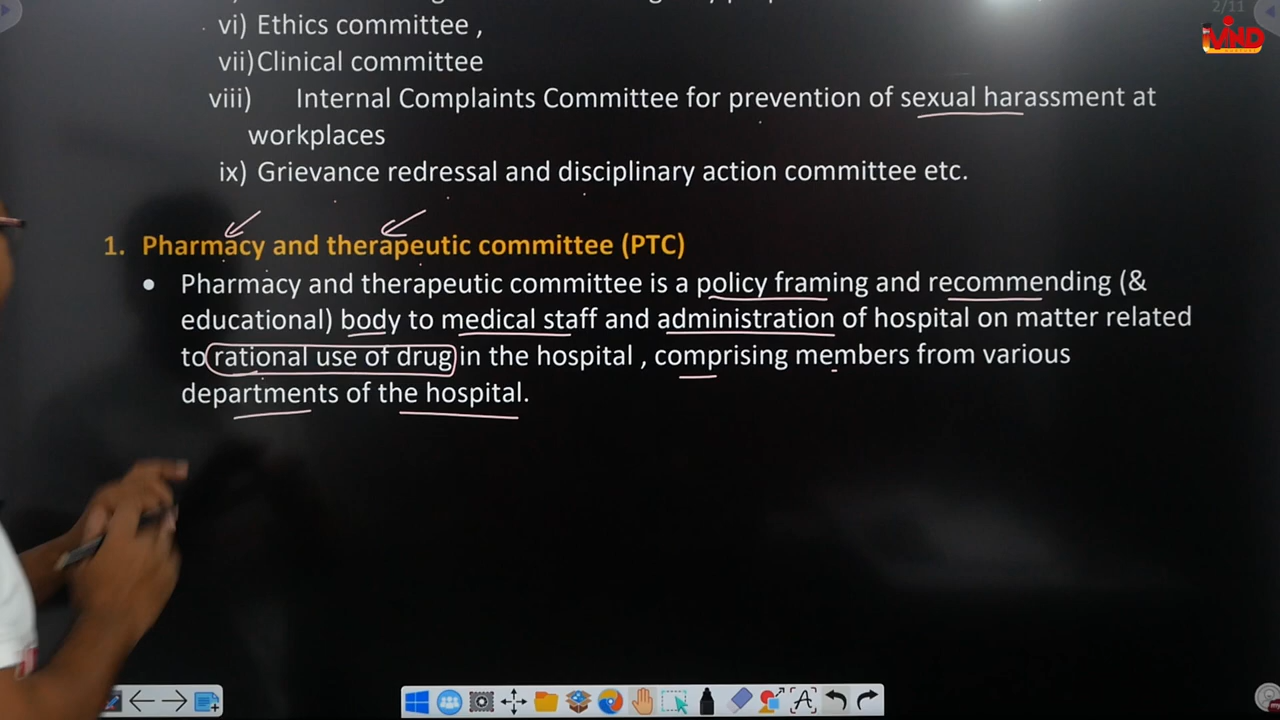 2/11
vi) Ethics committee ,
vii) Clinical committee
viii) Internal Complaints Committee for prevention of sexual harassment at
workplaces
ix) Grievance redressal and disciplinary action committee etc.
1. Pharmacy and therapeutic committee (PTC)
• Pharmacy and therapeutic committee is a policy framing and recommending (&
educational) body to medical staff and administration of hospital on matter related
to rational use of drug in the hospital , comprising members from various
departments of the hospital.